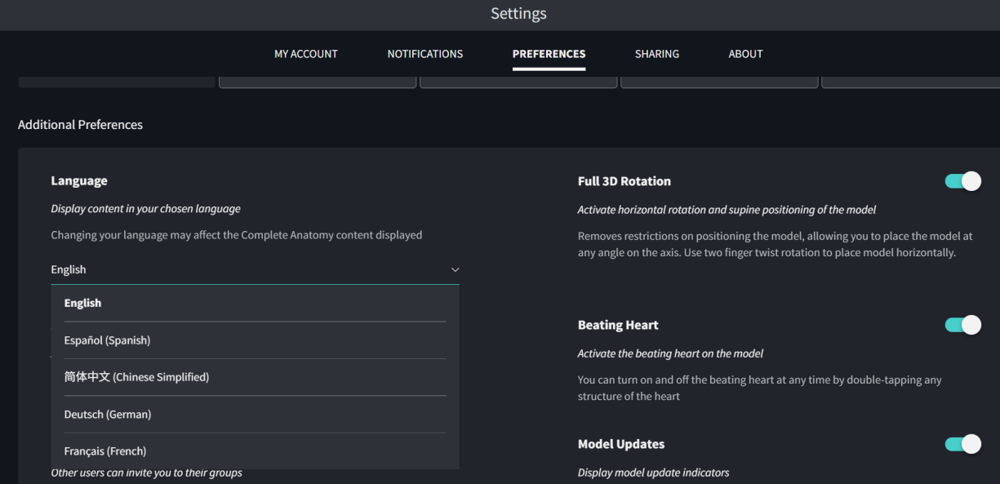 Settings
MY ACCOUNT
NOTIFICATIONS
PREFERENCES
SHARING
ABOUT
Additional Preferences
Language
Display content in your chosen language
Changing your language may affect the Complete Anatomy content displayed
English
English
Español (Spanish)
简体中文 (Chinese Simplified)
Deutsch (German)
Français (French)
Other users can invite you to their groups
Full 3D Rotation
Activate horizontal rotation and supine positioning of the model
Removes restrictions on positioning the model, allowing you to place the model at
any angle on the axis. Use two finger twist rotation to place model horizontally.
Beating Heart
Activate the beating heart on the model
You can turn on and off the beating heart at any time by double-tapping any
structure of the heart
Model Updates
Display model update indicators